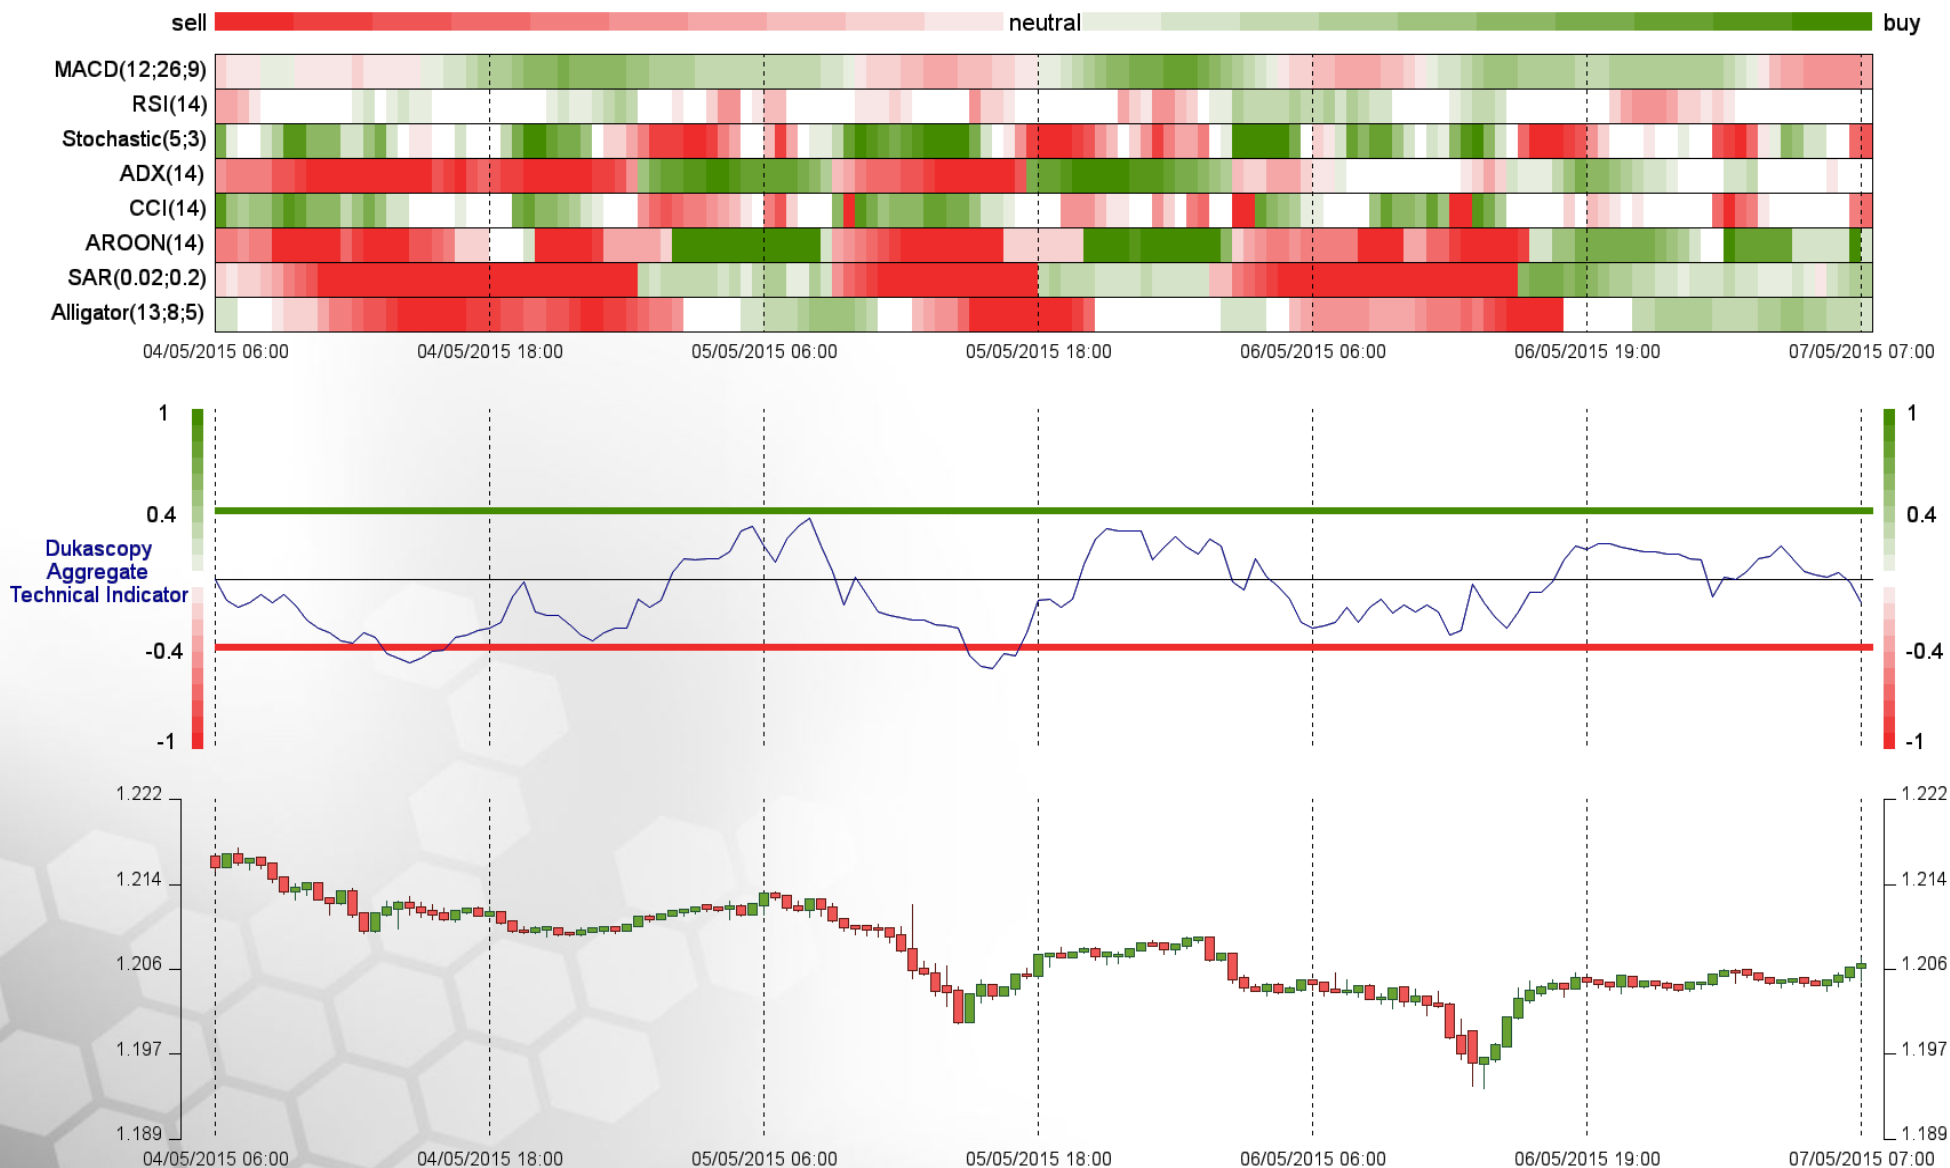 sell neutral buy
MACD(12;26;9)
RSI(14)
Stochastic(5;3)
ADX(14)
CCI(14)
AROON(14)
SAR(0.02;0.2)
Alligator(13;8;5)
04/05/2015 06:00 04/05/2015 18:00 05/05/2015 06:00 05/05/2015 18:00 06/05/2015 06:00 06/05/2015 19:00 07/05/2015 07:00
1 1
0.4 0.4
Dukascopy
Aggregate
Technical Indicator
-0.4 -0.4
-1 -1
1.222 1.222
1.214 1.214
1.206 1.206
1.197 1.197
1.189 1.189
04/05/2015 06:00 04/05/2015 18:00 05/05/2015 06:00 05/05/2015 18:00 06/05/2015 06:00 06/05/2015 19:00 07/05/2015 07:00